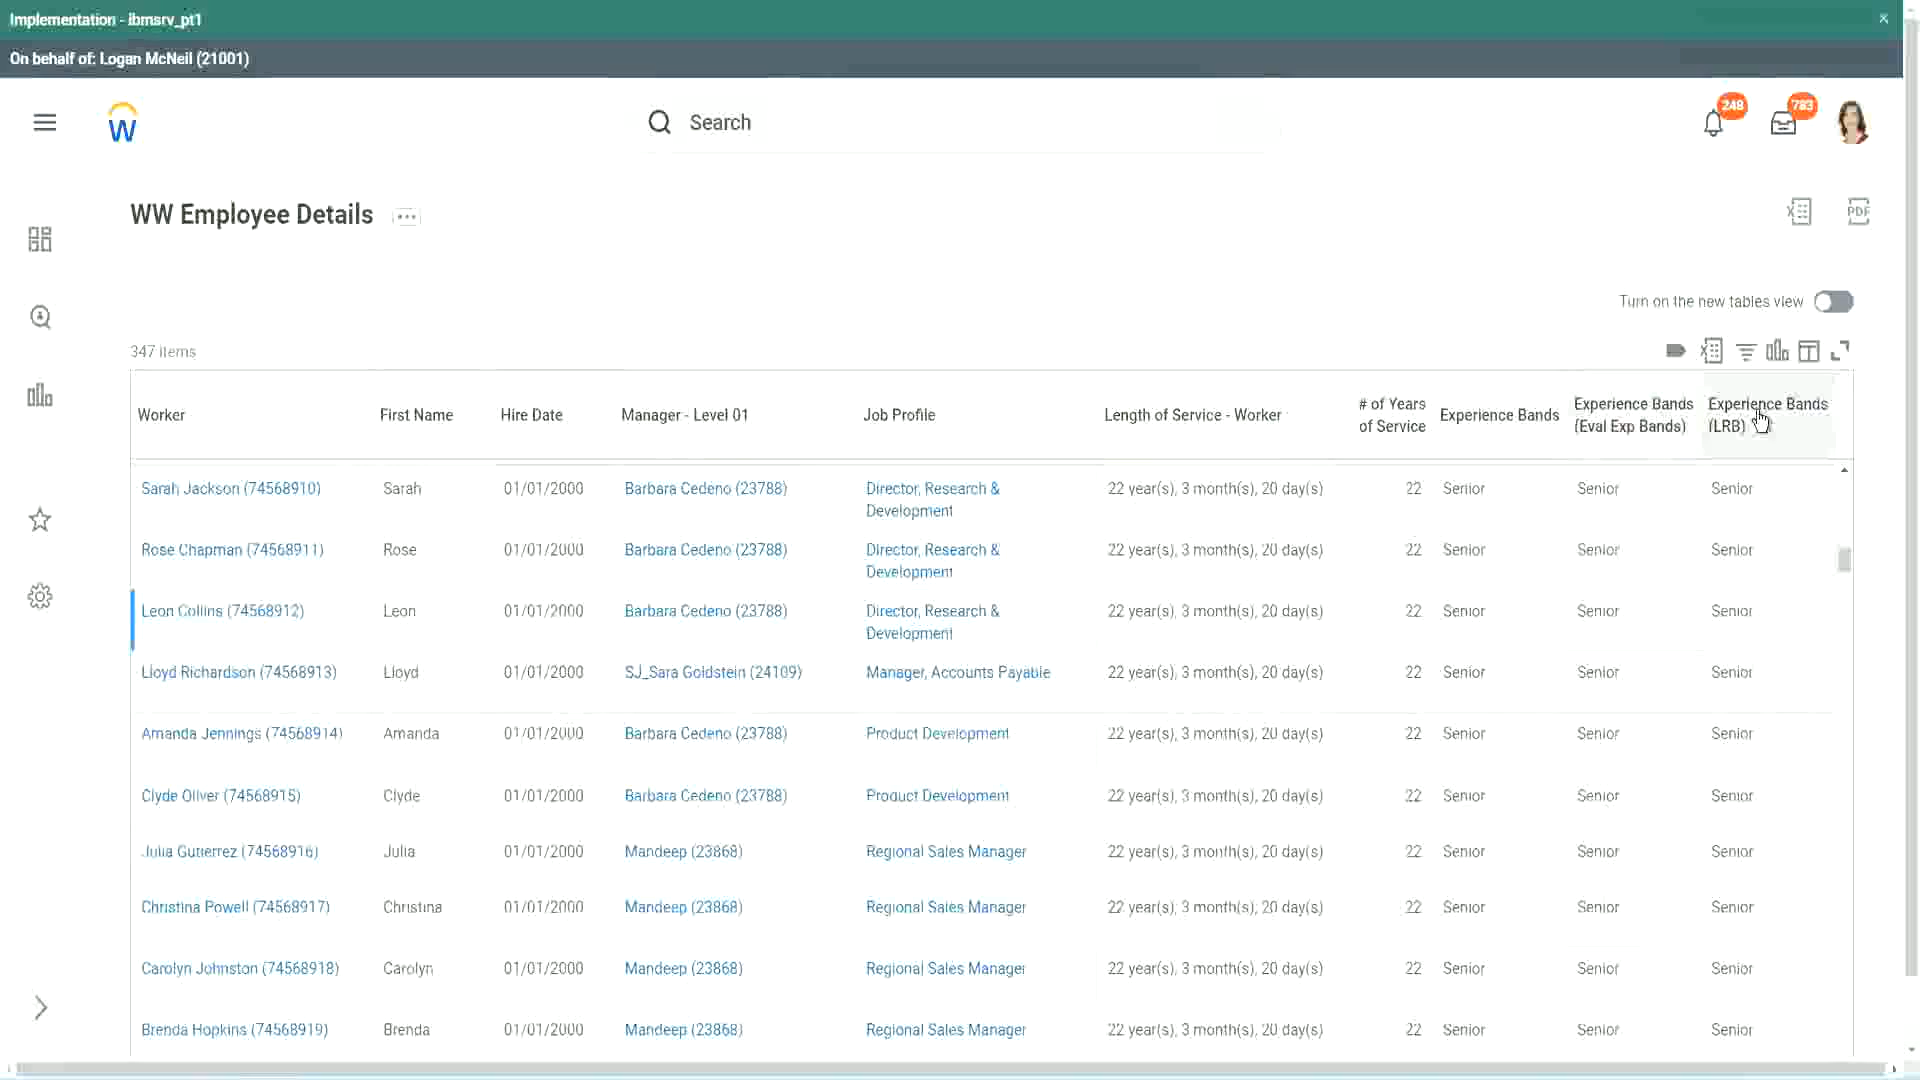 Implementation - ibmsrv_pt1
On behalf of: Logan McNeil (21001)
W
Search
248
783
WW Employee Details
PDF
Turn on the new tables view
347 items
Worker
First Name
Hire Date
Manager - Level 01
Job Profile
Length of Service - Worker
# of Years
of Service
Experience Bands
Experience Bands
(Eval Exp Bands)
Experience Bands
(LRB)
Sarah Jackson (74568910) Sarah 01/01/2000 Barbara Cedeno (23788) Director, Research & 22 year(s), 3 month(s), 20 day(s) 22 Senior Senior Senior
Development
Rose Chapman (74568911) Rose 01/01/2000 Barbara Cedeno (23788) Director, Research & 22 year(s), 3 month(s), 20 day(s) 22 Senior Senior Senior
Development
Leon Collins (74568912) Leon 01/01/2000 Barbara Cedeno (23788) Director, Research & 22 year(s), 3 month(s), 20 day(s) 22 Senior Senior Senior
Development
Lloyd Richardson (74568913) Lloyd 01/01/2000 SJ_Sara Goldstein (24109) Manager, Accounts Payable 22 year(s), 3 month(s), 20 day(s) 22 Senior Senior Senior
Amanda Jennings (74568914) Amanda 01/01/2000 Barbara Cedeno (23788) Product Development 22 year(s), 3 month(s), 20 day(s) 22 Senior Senior Senior
Clyde Oliver (74568915) Clyde 01/01/2000 Barbara Cedeno (23788) Product Development 22 year(s), 3 month(s), 20 day(s) 22 Senior Senior Senior
Julia Gutierrez (74568916) Julia 01/01/2000 Mandeep (23868) Regional Sales Manager 22 year(s), 3 month(s), 20 day(s) 22 Senior Senior Senior
Christina Powell (74568917) Christina 01/01/2000 Mandeep (23868) Regional Sales Manager 22 year(s), 3 month(s), 20 day(s) 22 Senior Senior Senior
Carolyn Johnston (74568918) Carolyn 01/01/2000 Mandeep (23868) Regional Sales Manager 22 year(s), 3 month(s), 20 day(s) 22 Senior Senior Senior
Brenda Hopkins (74568919) Brenda 01/01/2000 Mandeep (23868) Regional Sales Manager 22 year(s), 3 month(s), 20 day(s) 22 Senior Senior Senior